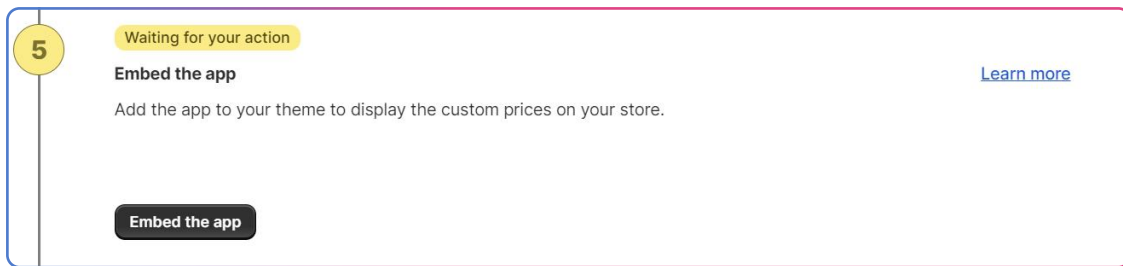 5
Waiting for your action
Embed the app
Learn more
Add the app to your theme to display the custom prices on your store.
Embed the app